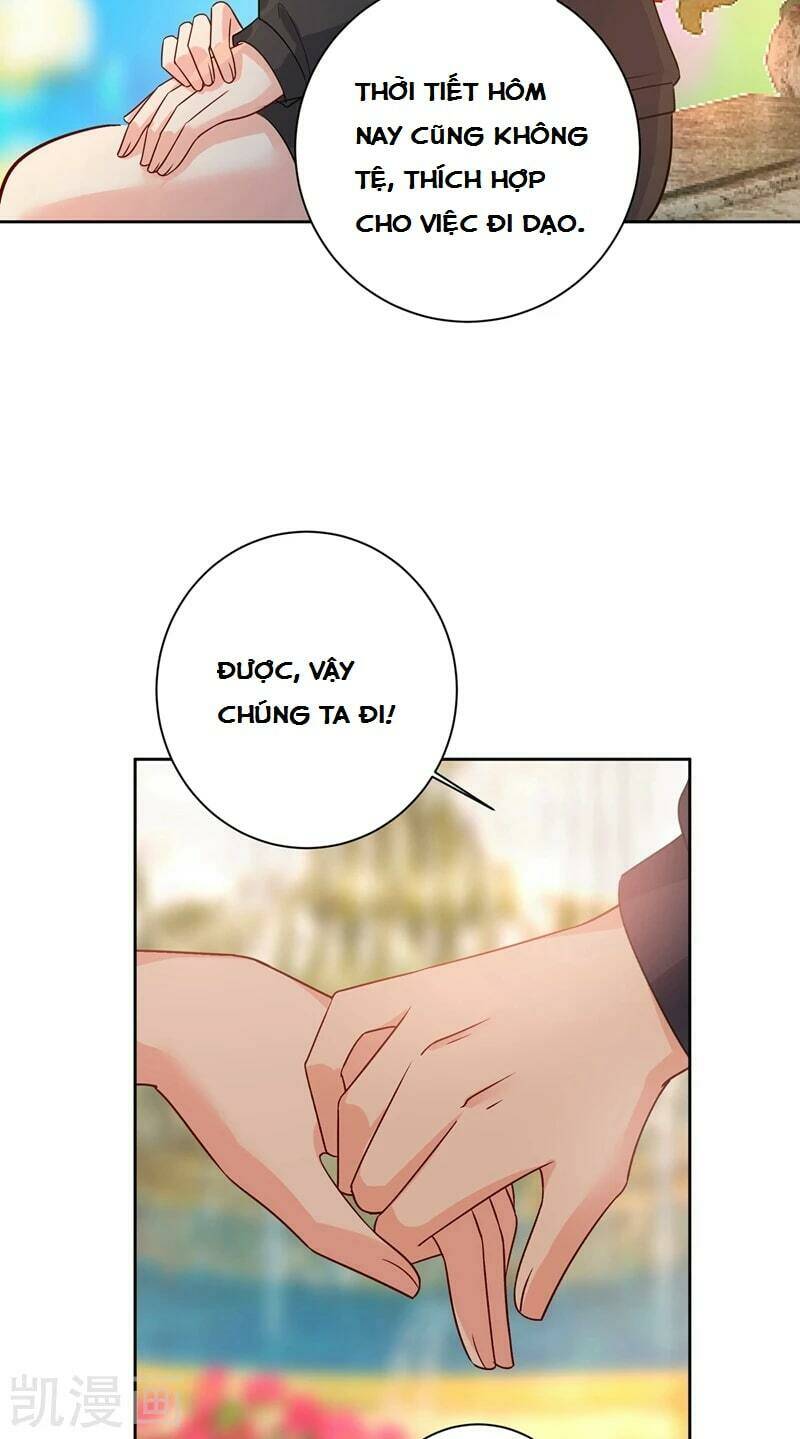 THỜI TIẾT HÔM
NAY CŨNG KHÔNG
TỆ, THÍCH HỢP
CHO VIỆC ĐI DẠO.
ĐƯỢC, VẬY
CHÚNG TA ĐI!
凯漫画